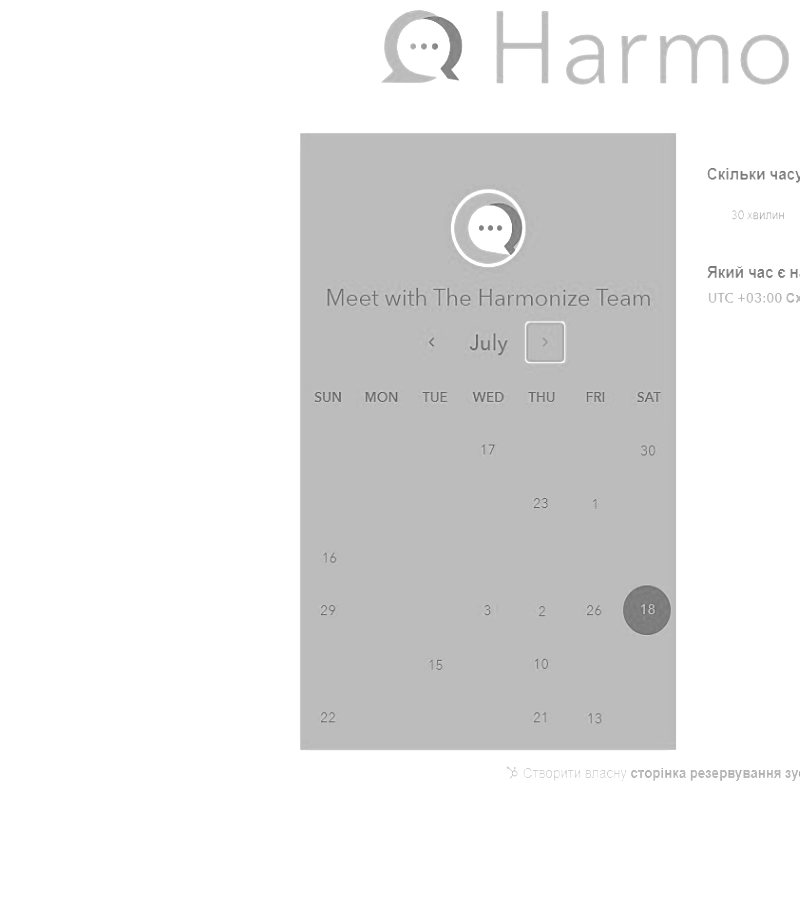 Harmo
Meet with The Harmonize Team
July
SUN MON TUE WED THU FRI SAT
17 30
23 1
16
29 3 2 26 18
15 10
22 21 13
Скільки часу
30 хвилин
Який час є н
UTC +03:00 Сх
Створити власну сторінка резервування зу